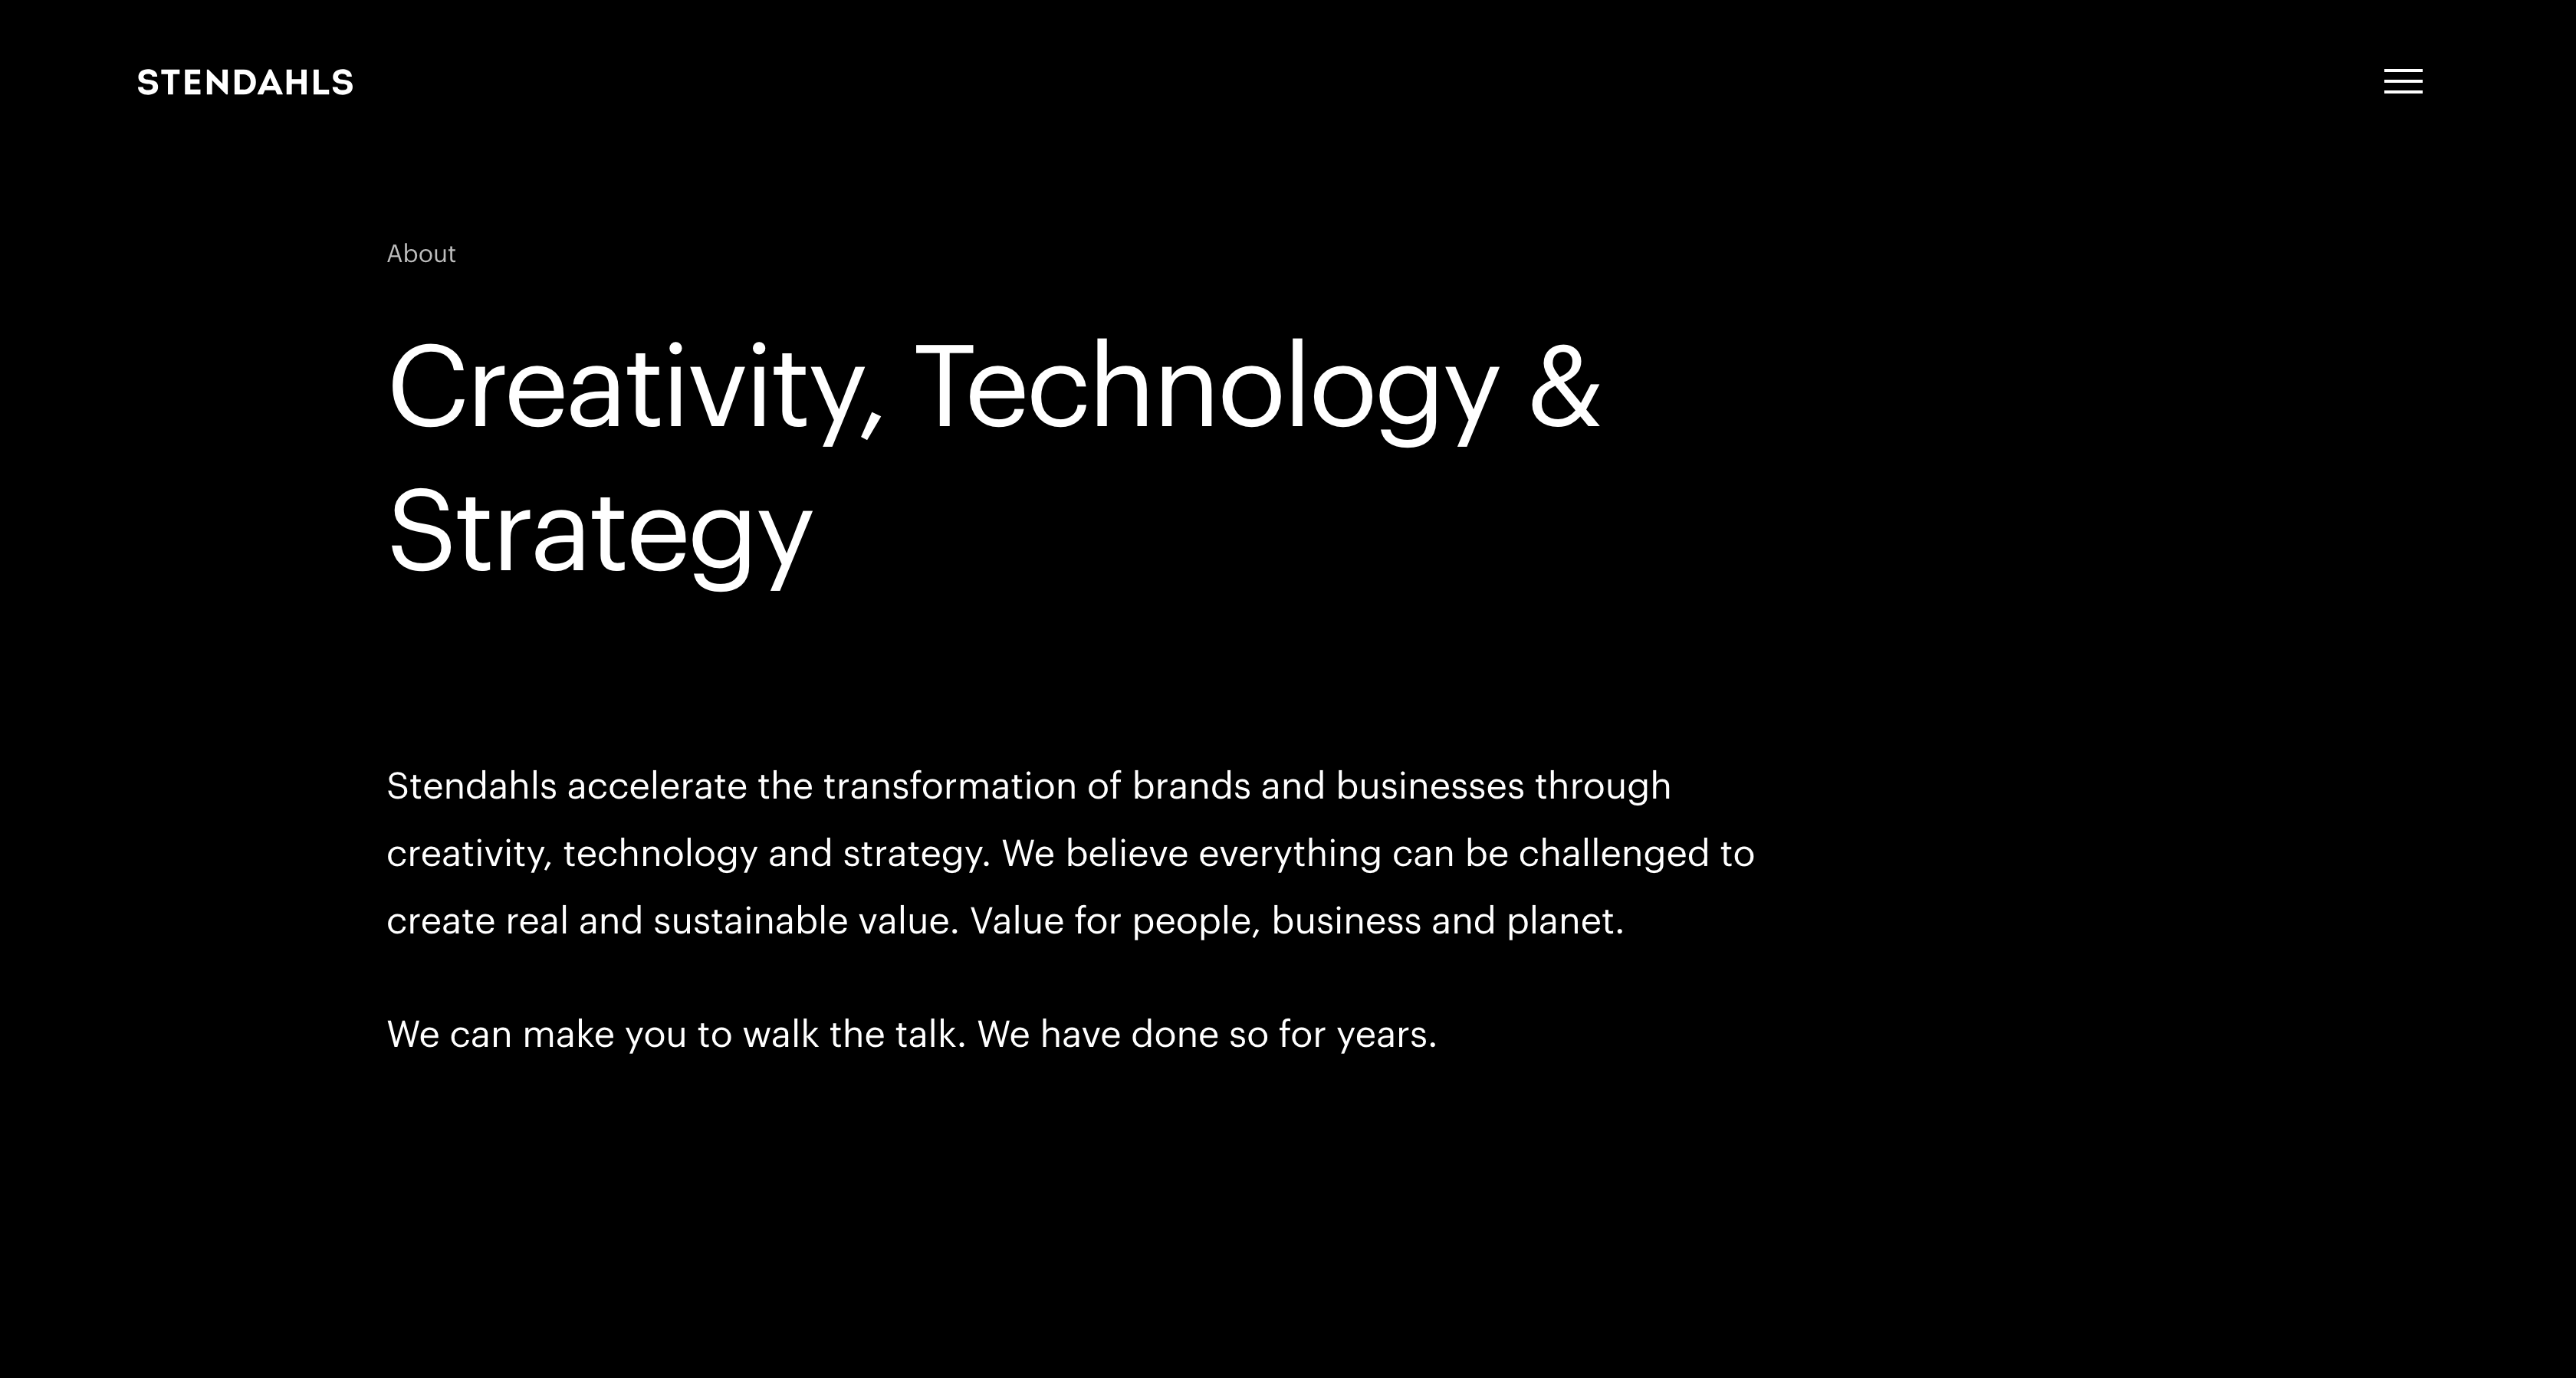 STENDAHLS
About
Creativity, Technology &
Strategy
Stendahls accelerate the transformation of brands and businesses through
creativity, technology and strategy. We believe everything can be challenged to
create real and sustainable value. Value for people, business and planet.
We can make you to walk the talk. We have done so for years.